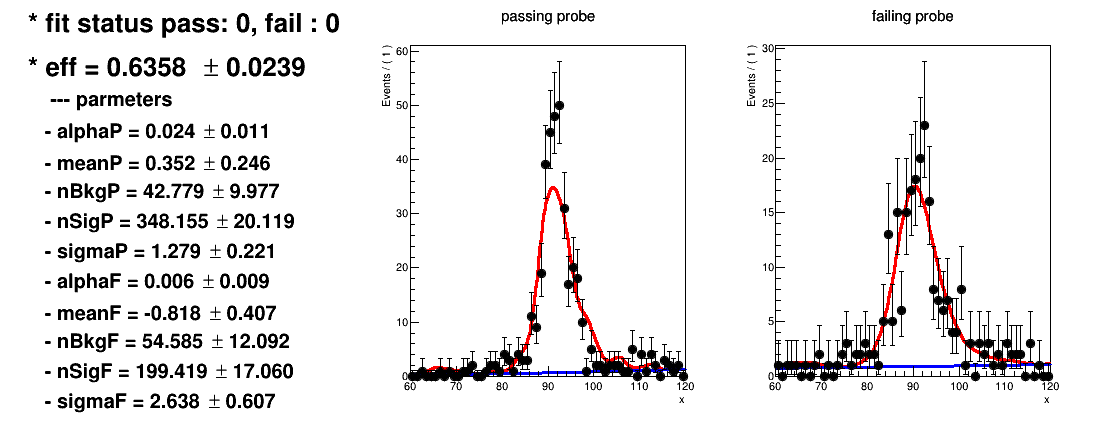 * fit status pass: 0, fail : 0
* eff = 0.6358 ± 0.0239
--- parmeters
- alphaP = 0.024 ± 0.011
- meanP = 0.352 ± 0.246
- nBkgP = 42.779 ± 9.977
- nSigP = 348.155 ± 20.119
- sigmaP = 1.279 ± 0.221
- alphaF = 0.006 ± 0.009
- meanF = -0.818 ± 0.407
- nBkgF = 54.585 ± 12.092
- nSigF = 199.419 ± 17.060
- sigmaF = 2.638 ± 0.607
passing probe
Events / ( 1 )
60
50
40
30
20
10
0
60 70 80 90 100 110 120
x
failing probe
Events / ( 1 )
30
25
20
15
10
5
0
60 70 80 90 100 110 120
x